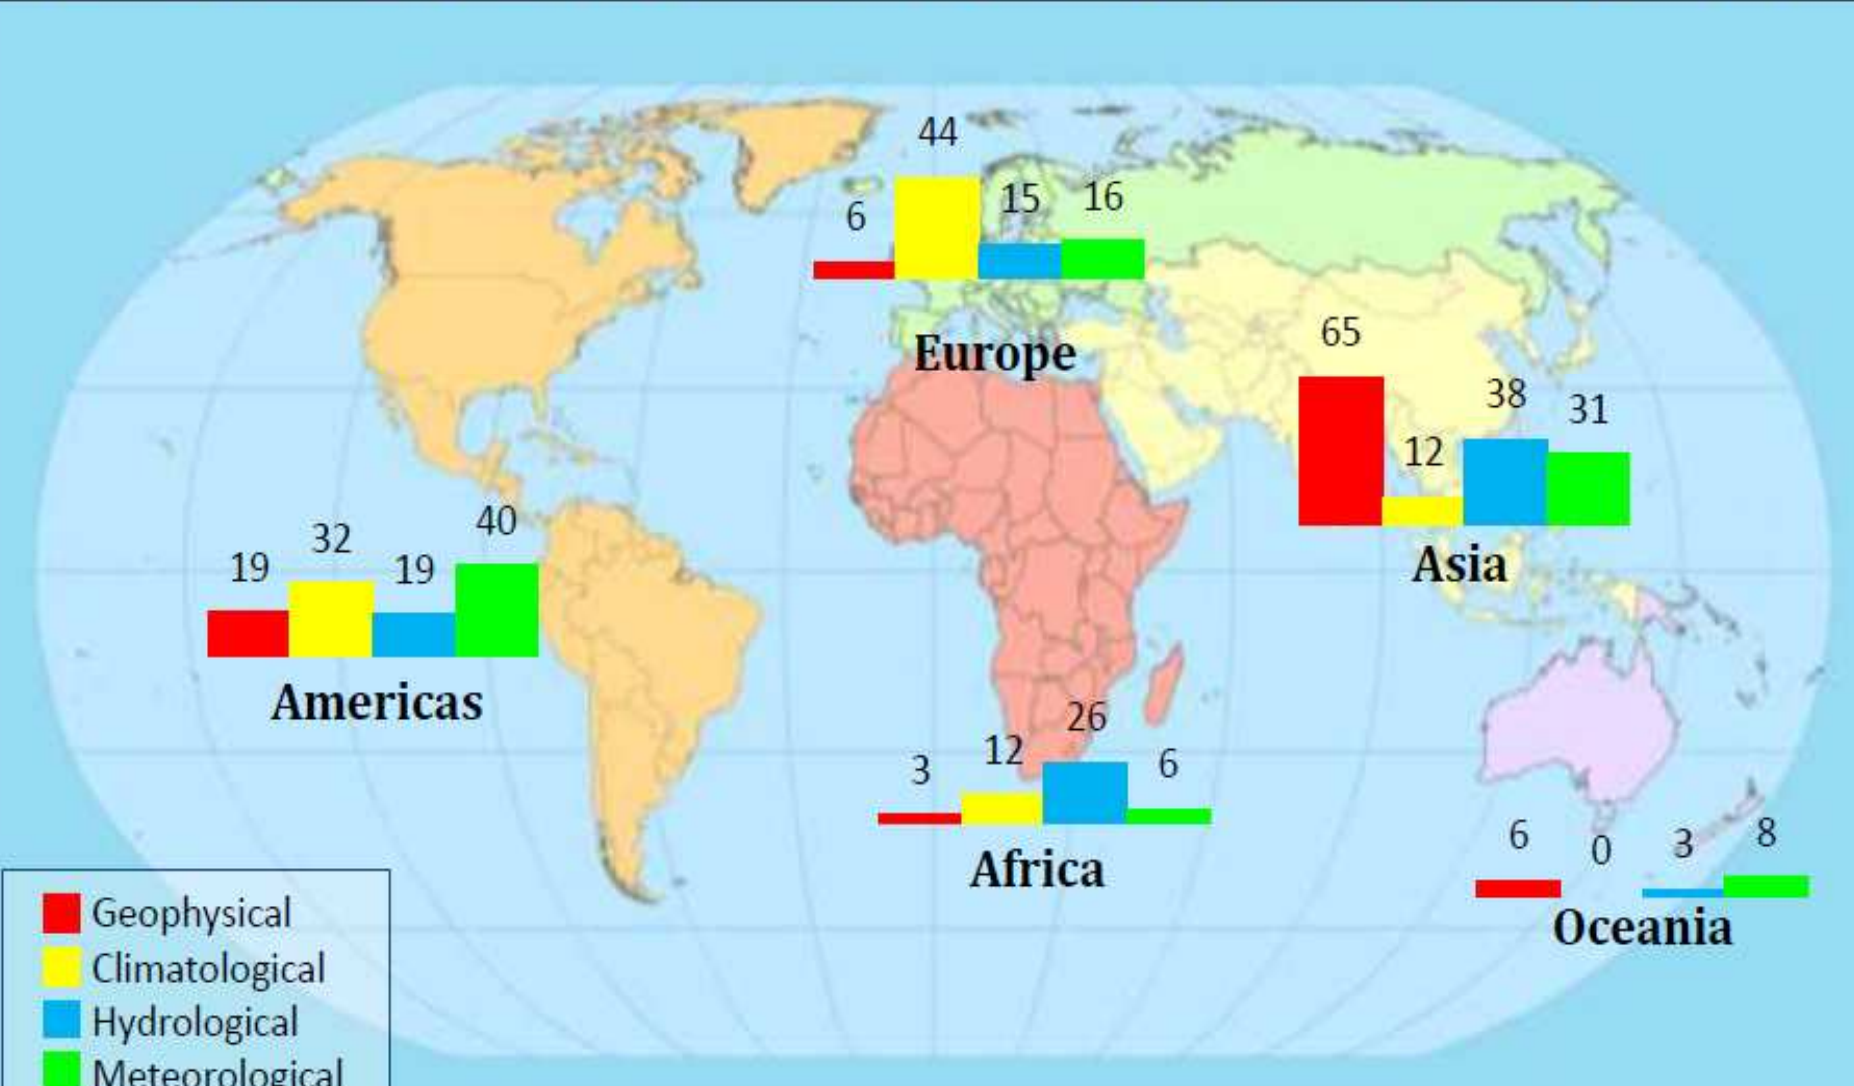 44
6
15
16
Europe
65
12
38
31
Asia
19
32
19
40
Americas
3
12
26
6
Africa
6
0
3
8
Oceania
Geophysical
Climatological
Hydrological
Meteorological